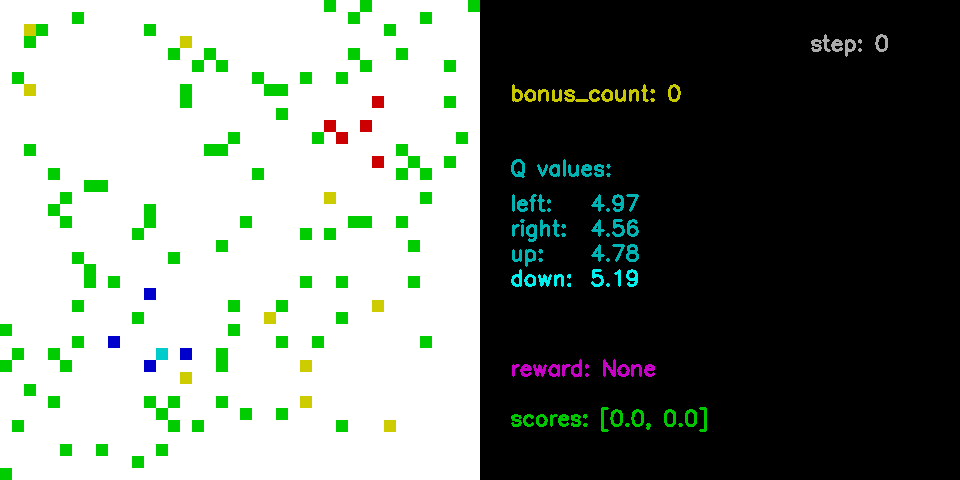 step: 0
bonus_count: 0
Q values:
left: 4.97
right: 4.56
up: 4.78
down: 5.19
reward: None
scores: [0.0, 0.0]